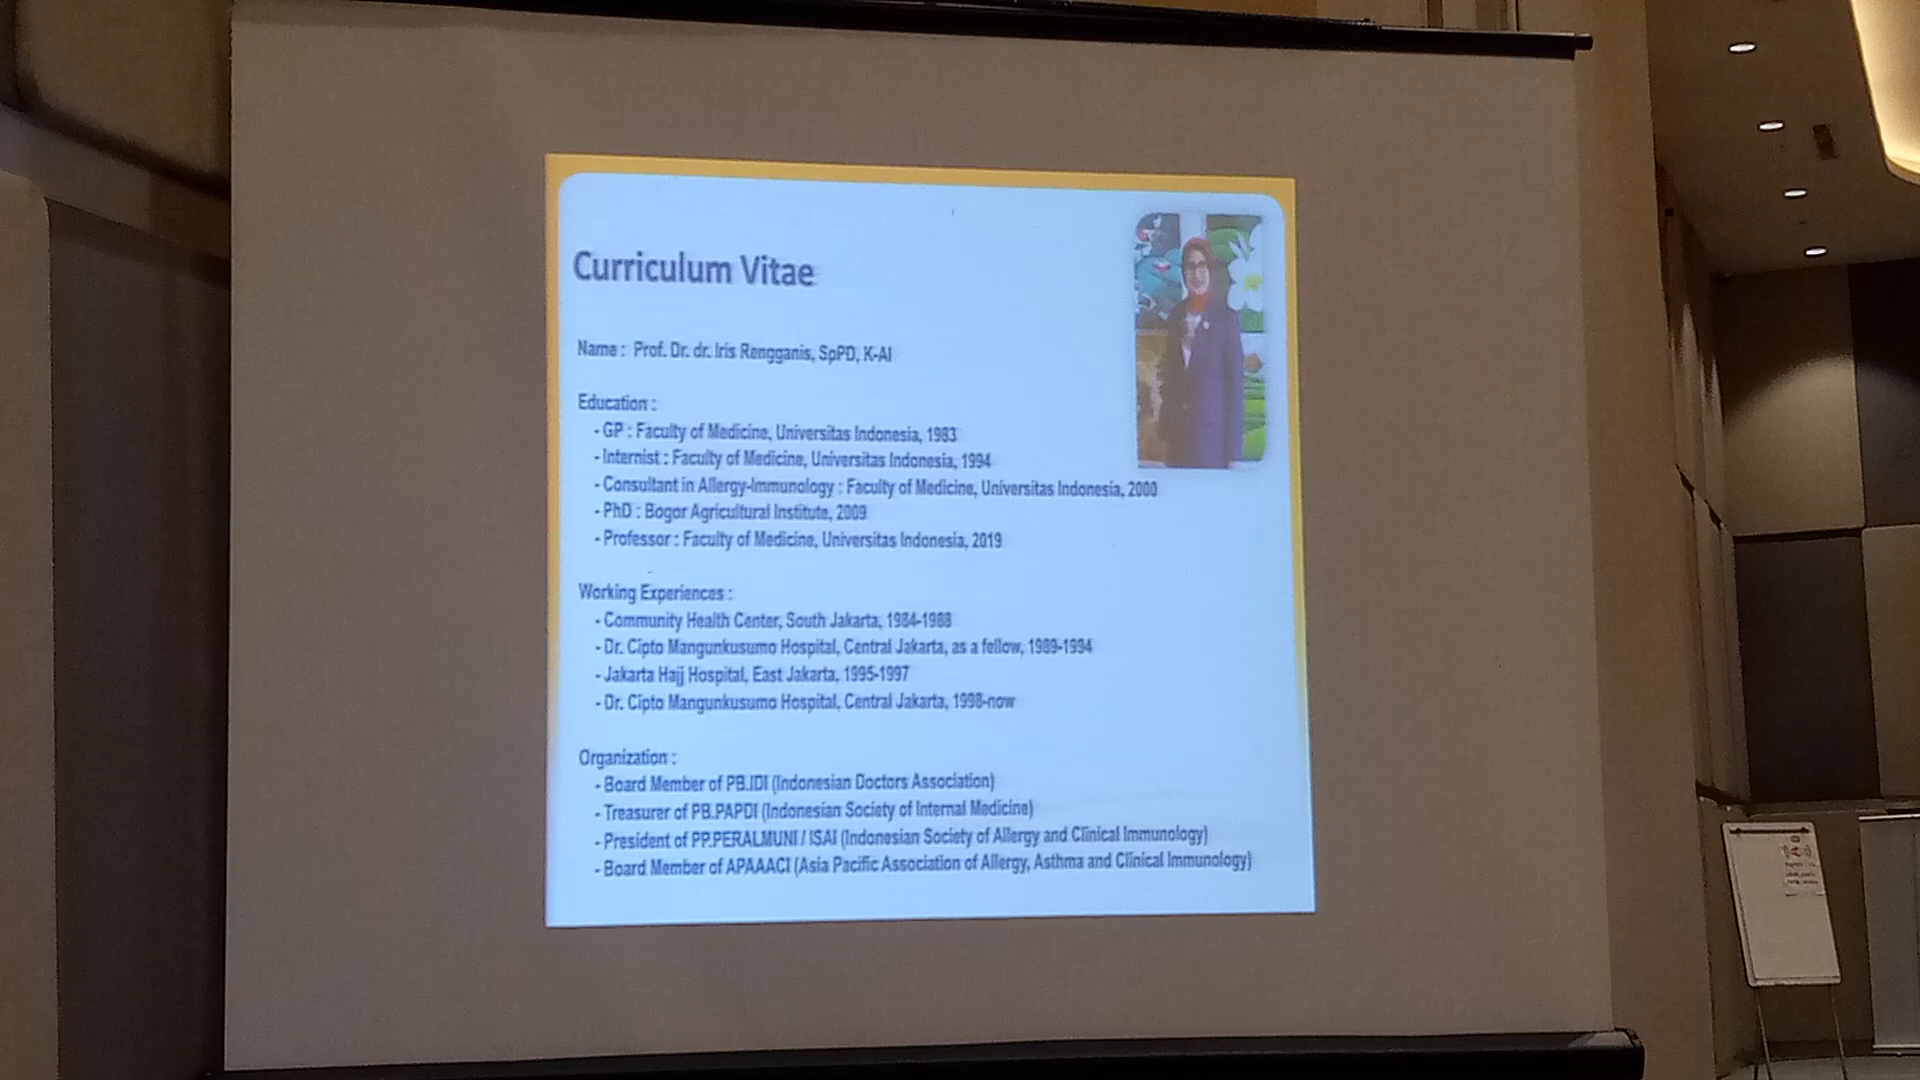 Curriculum Vitae
Name : Prof. Dr. dr. Iris Rengganis, SpPD, K-AI
Education :
- GP : Faculty of Medicine, Universitas Indonesia, 1983
- Internist : Faculty of Medicine, Universitas Indonesia, 1994
- Consultant in Allergy-Immunology : Faculty of Medicine, Universitas Indonesia, 2000
- PhD : Bogor Agricultural Institute, 2009
- Professor : Faculty of Medicine, Universitas Indonesia, 2019
Working Experiences :
- Community Health Center, South Jakarta, 1984-1988
- Dr. Cipto Mangunkusumo Hospital, Central Jakarta, as a fellow, 1989-1994
- Jakarta Hajj Hospital, East Jakarta, 1995-1997
- Dr. Cipto Mangunkusumo Hospital, Central Jakarta, 1998-now
Organization :
- Board Member of PB.IDI (Indonesian Doctors Association)
- Treasurer of PB.PAPDI (Indonesian Society of Internal Medicine)
- President of PP.PERALMUNI / ISAI (Indonesian Society of Allergy and Clinical Immunology)
- Board Member of APAAACI (Asia Pacific Association of Allergy, Asthma and Clinical Immunology)